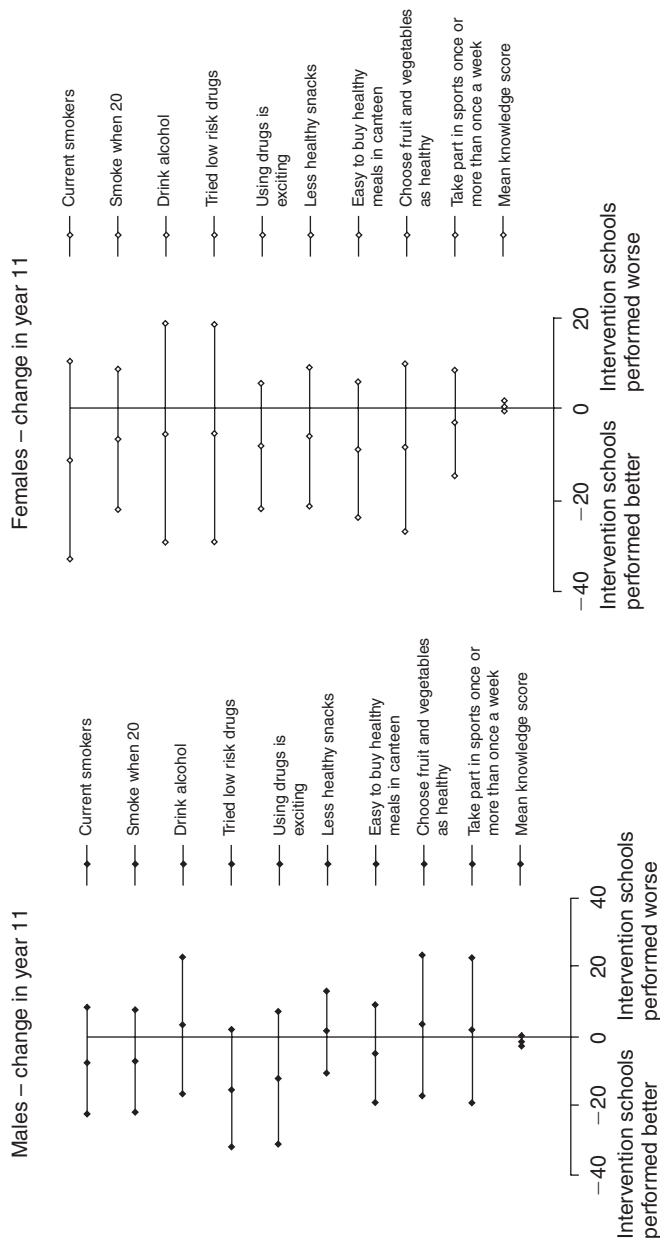 Males – change in year 11
Current smokers
Smoke when 20
Drink alcohol
Tried low risk drugs
Using drugs is
exciting
Less healthy snacks
Easy to buy healthy
meals in canteen
Choose fruit and vegetables
as healthy
Take part in sports once or
more than once a week
Mean knowledge score
−40
−20
0
20
40
Intervention schools
performed better
Intervention schools
performed worse
Females – change in year 11
Current smokers
Smoke when 20
Drink alcohol
Tried low risk drugs
Using drugs is
exciting
Less healthy snacks
Easy to buy healthy
meals in canteen
Choose fruit and vegetables
as healthy
Take part in sports once or
more than once a week
Mean knowledge score
−40
−20
0
20
Intervention schools
performed better
Intervention schools
performed worse